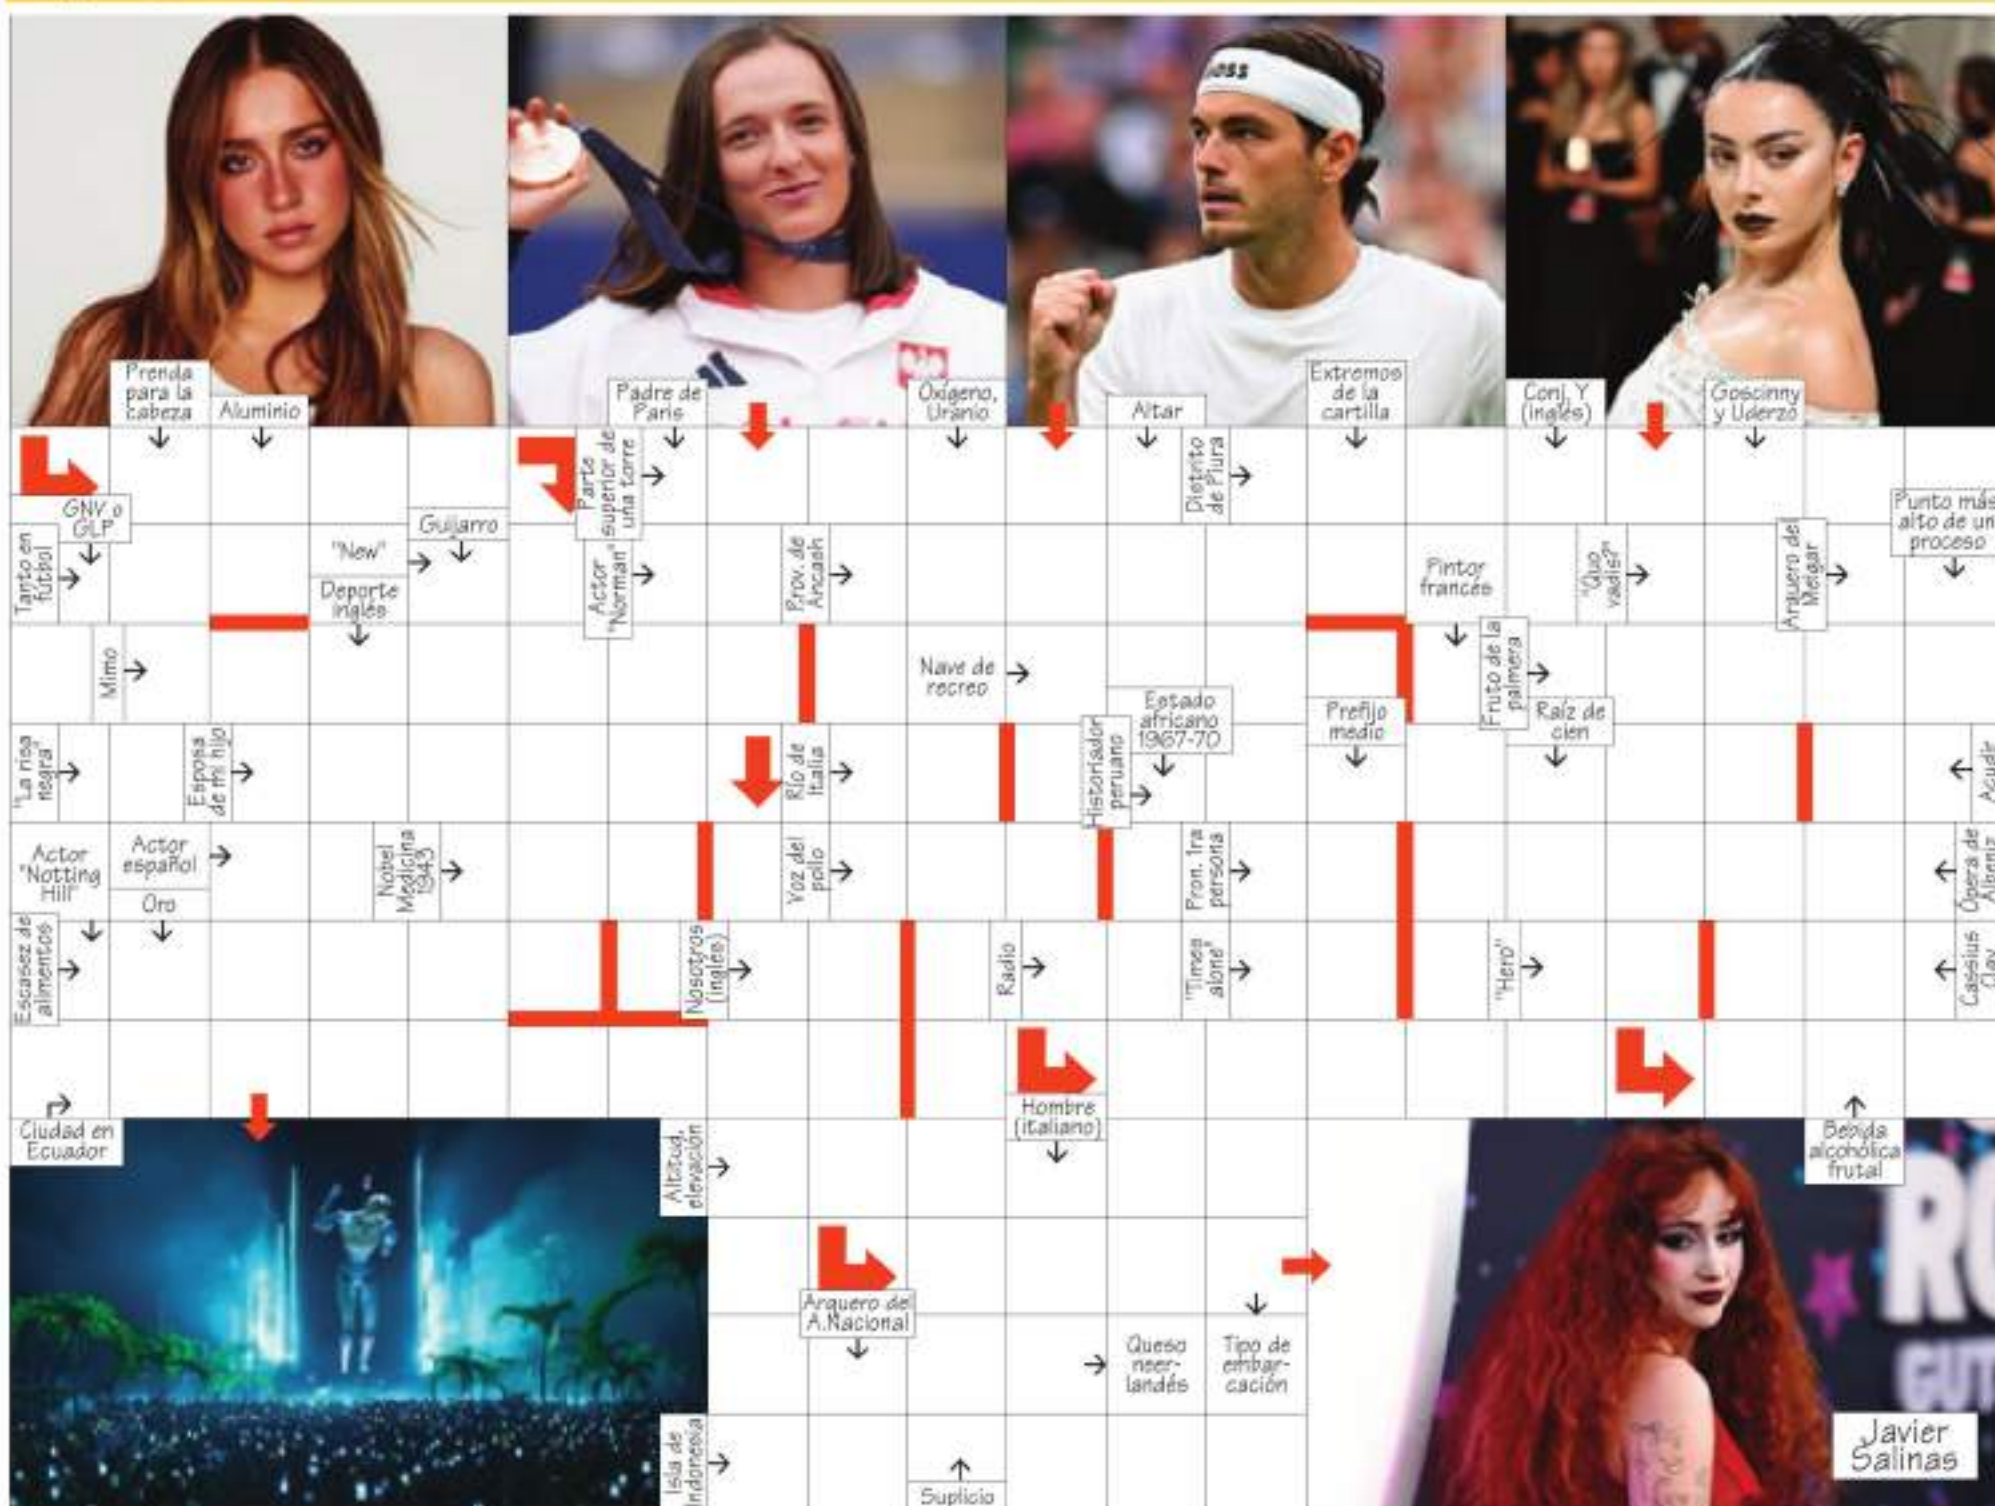 BOSS
Prenda
para la
cabeza
Aluminio
Padre de
Paris
Oxígeno,
Uranio
Altar
Extremos
de la
cartilla
Conj. Y
(inglés)
Goscinny
y Uderzo
Parte
superior de
una torre
Distrito
de Piura
GNV o
GLP
Guijarro
Punto más
alto de un
proceso
Tanto en
fútbol
"New"
Deporte
inglés
Actor
"Norman"
Prov. de
Ancash
Pintor
francés
"Quo
vadis?"
Arquero del
Melgar
Mimo
Nave de
recreo
Estado
africano
1967-70
Prefijo
medio
Fruto de la
palmera
Raíz de
cien
"La risa
negra"
Esposa
de mi hijo
Río de
Italia
Historiador
peruano
Acudir
Actor
"Notting
Hill"
Actor
español
Oro
Nobel
Medicina
1943
Voz del
pollo
Pron. 1ra
persona
Ópera de
Albéniz
Escasez de
alimentos
Nosotros
(inglés)
Radio
"Times
alone"
"Hero"
Cassius
Clay
Ciudad en
Ecuador
Hombre
(italiano)
Bebida
alcohólica
frutal
Altitud,
elevación
Arquero del
A.Nacional
Queso
neer-
landés
Tipo de
embar-
cación
Isla de
Indonesia
Suplicio
Javier
Salinas